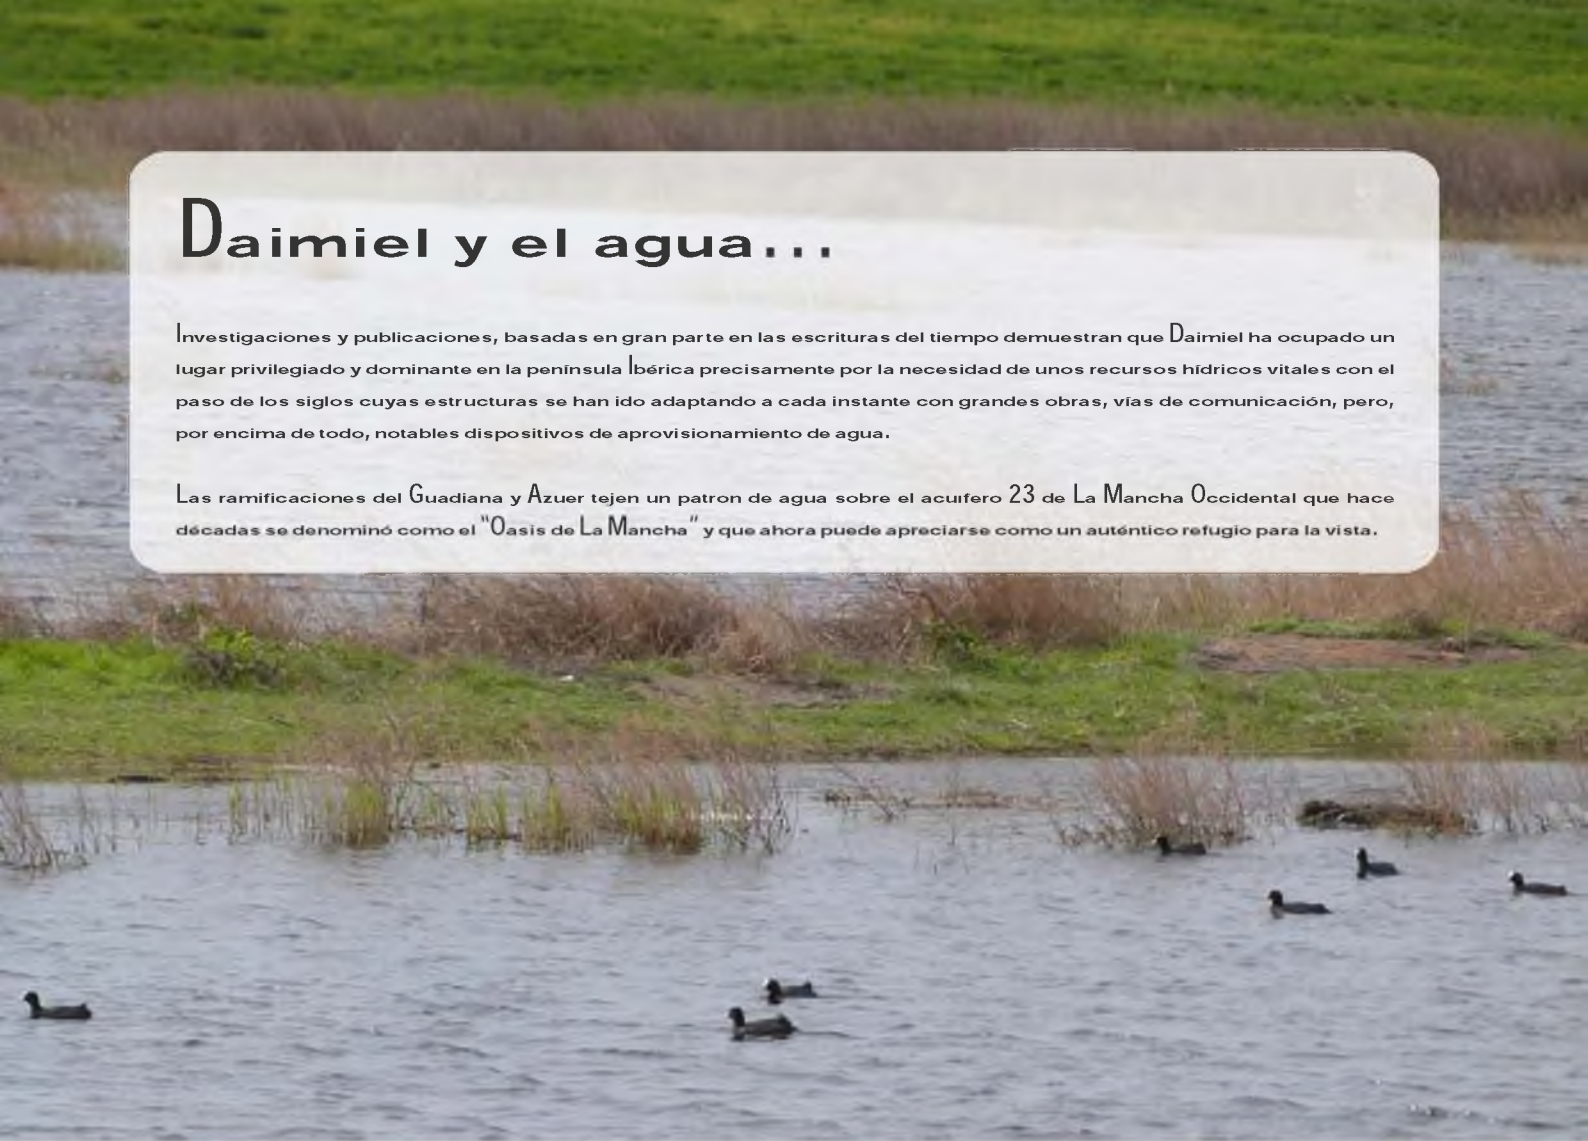 Daimiel y el agua...
Investigaciones y publicaciones, basadas en gran parte en las escrituras del tiempo demuestran que Daimiel ha ocupado un
lugar privilegiado y dominante en la península Ibérica precisamente por la necesidad de unos recursos hídricos vitales con el
paso de los siglos cuyas estructuras se han ido adaptando a cada instante con grandes obras, vías de comunicación, pero,
por encima de todo, notables dispositivos de aprovisionamiento de agua.
Las ramificaciones del Guadiana y Azuer tejen un patron de agua sobre el acuífero 23 de La Mancha Occidental que hace
décadas se denominó como el "Oasis de La Mancha" y que ahora puede apreciarse como un auténtico refugio para la vista.